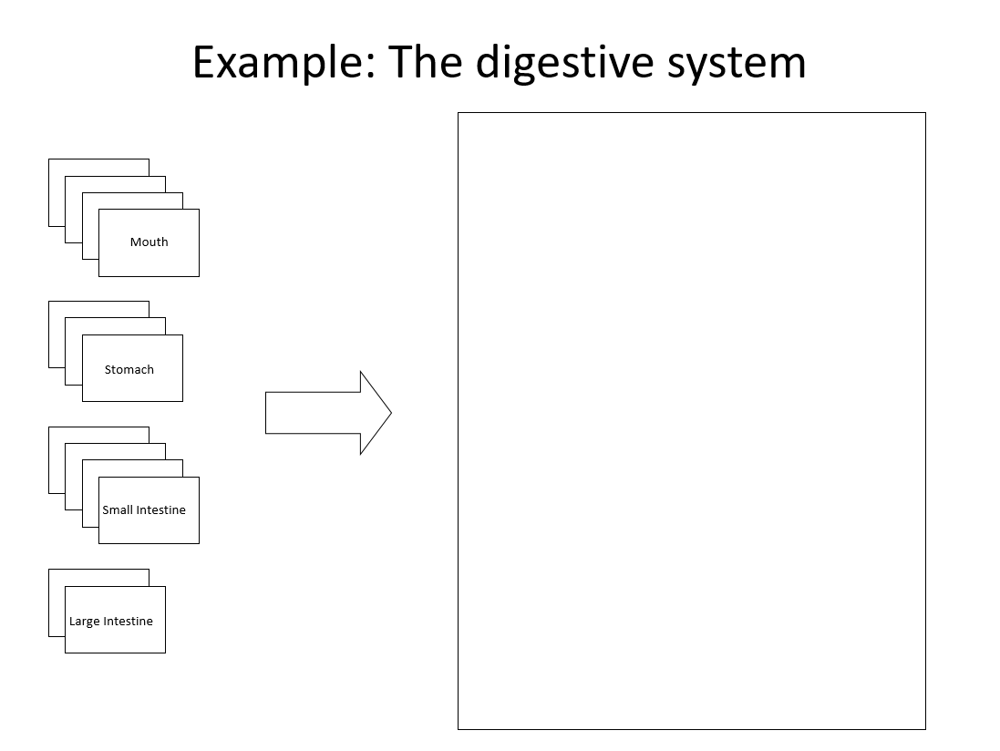 Example: The digestive system
Mouth
Stomach
Small Intestine
Large Intestine